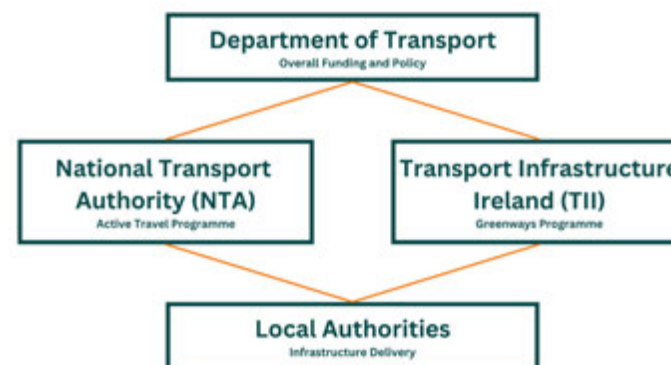 Department of Transport
Overall Funding and Policy
National Transport
Authority (NTA)
Active Travel Programme
Transport Infrastructure
Ireland (TII)
Greenways Programme
Local Authorities
Infrastructure Delivery